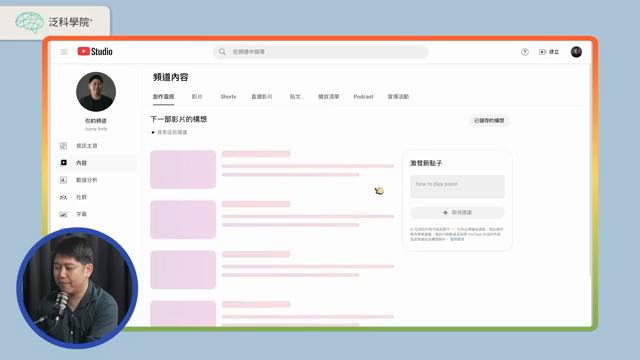 泛科學院+
Studio
在頻道中搜尋
建立
頻道內容
創作靈感
影片
Shorts
直播影片
貼文
播放清單
Podcast
宣傳活動
你的頻道
Juang Andy
資訊主頁
內容
數據分析
社群
字幕
下一部影片的構想
探索這些建議
已儲存的構想
激發新點子
how to play piano
取得建議